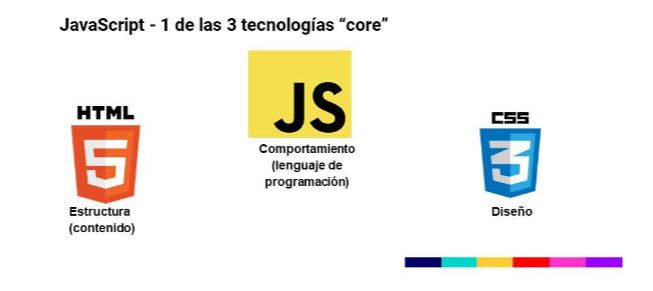 JavaScript - 1 de las 3 tecnologías “core”
HTML
5
Estructura
(contenido)
JS
Comportamiento
(lenguaje de
programación)
CSS
3
Diseño